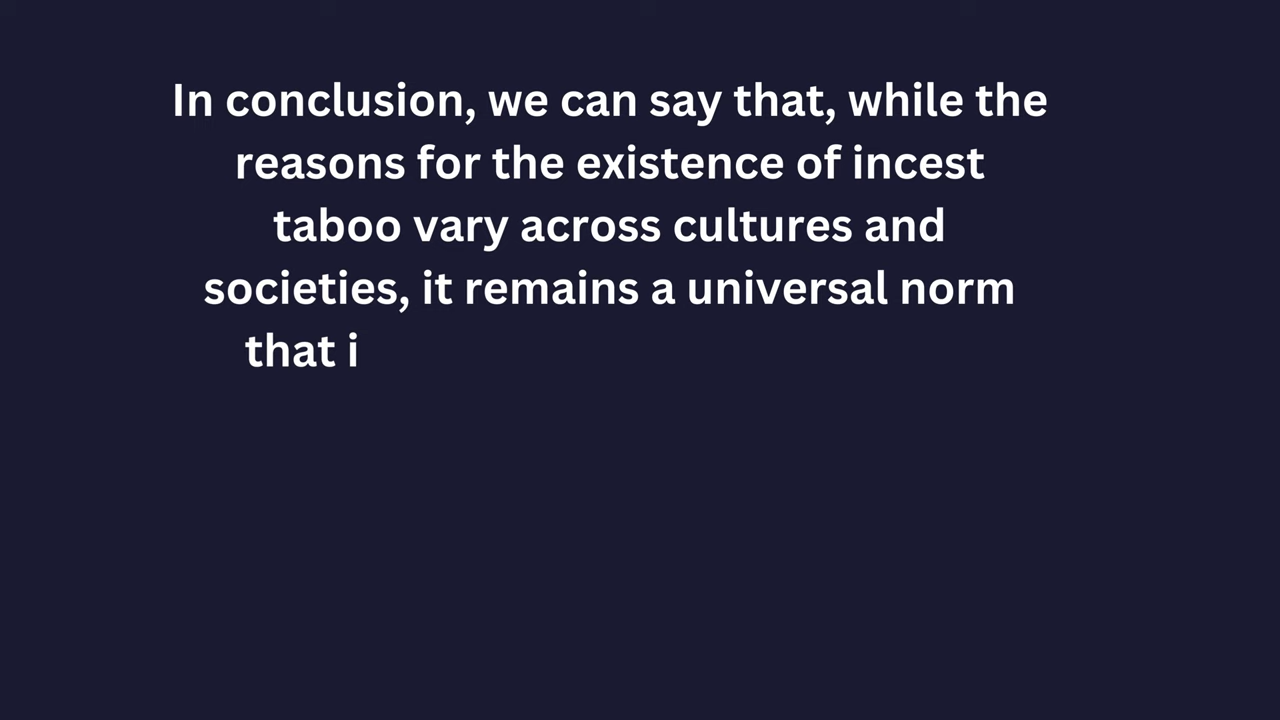 In conclusion, we can say that, while the
reasons for the existence of incest
taboo vary across cultures and
societies, it remains a universal norm
that i